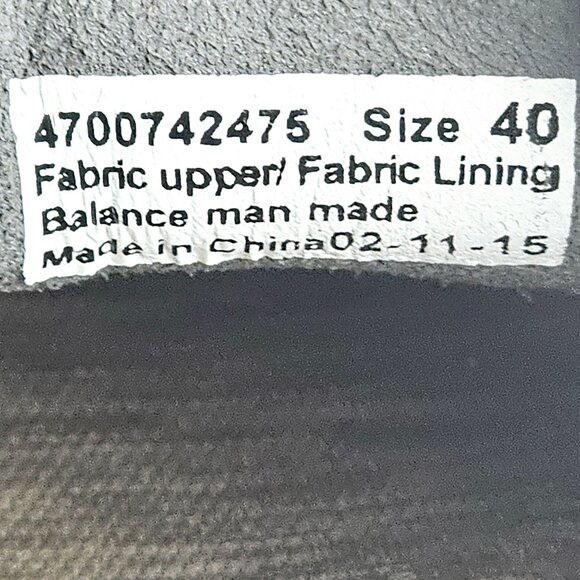 4700742475 Size 40
Fabric upper/ Fabric Lining
Balance man made
Made in China02-11-15